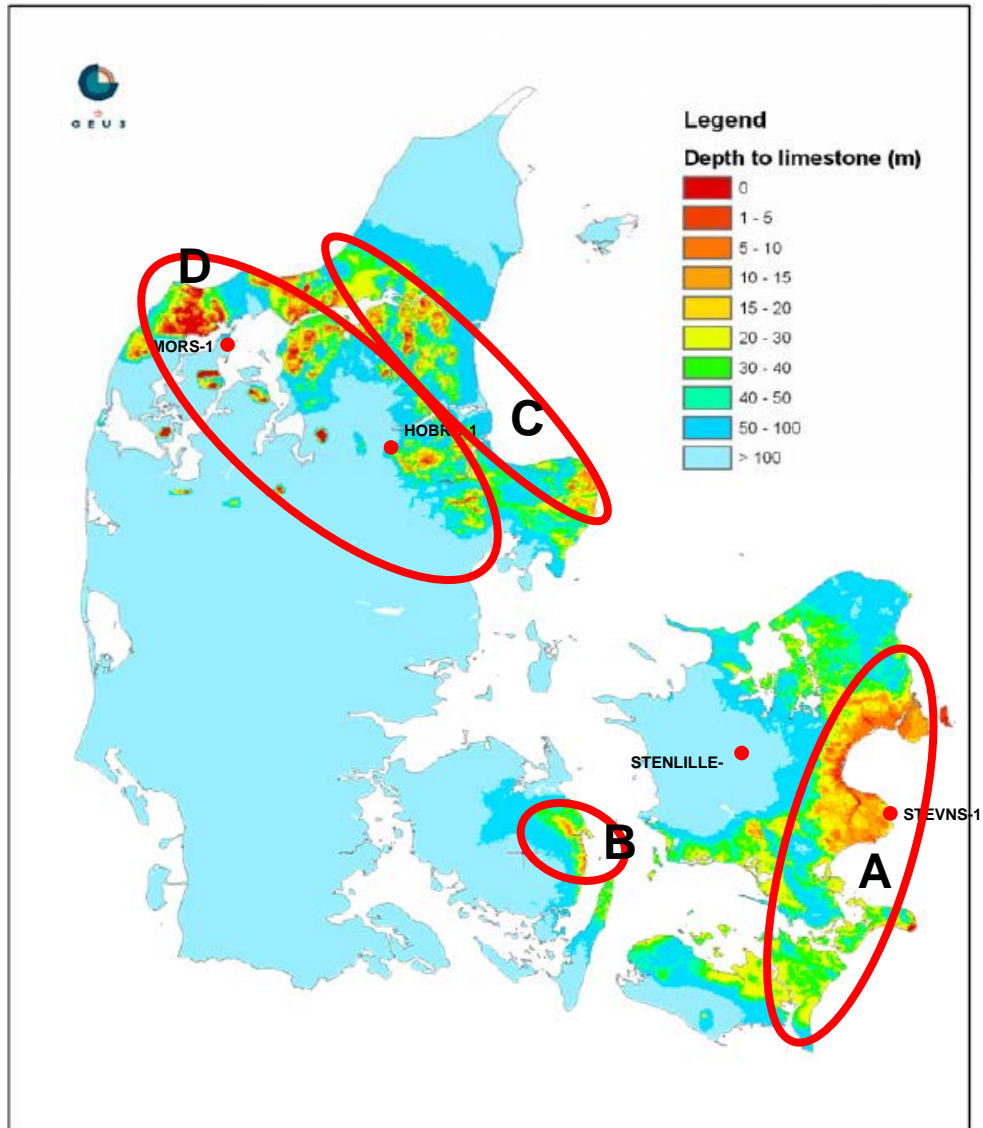 GEUS
Legend
Depth to limestone (m)
0
1 - 5
5 - 10
10 - 15
15 - 20
20 - 30
30 - 40
40 - 50
50 - 100
> 100
D
MORS-1
C
STENLILLE-
STEVNS-1
B
A